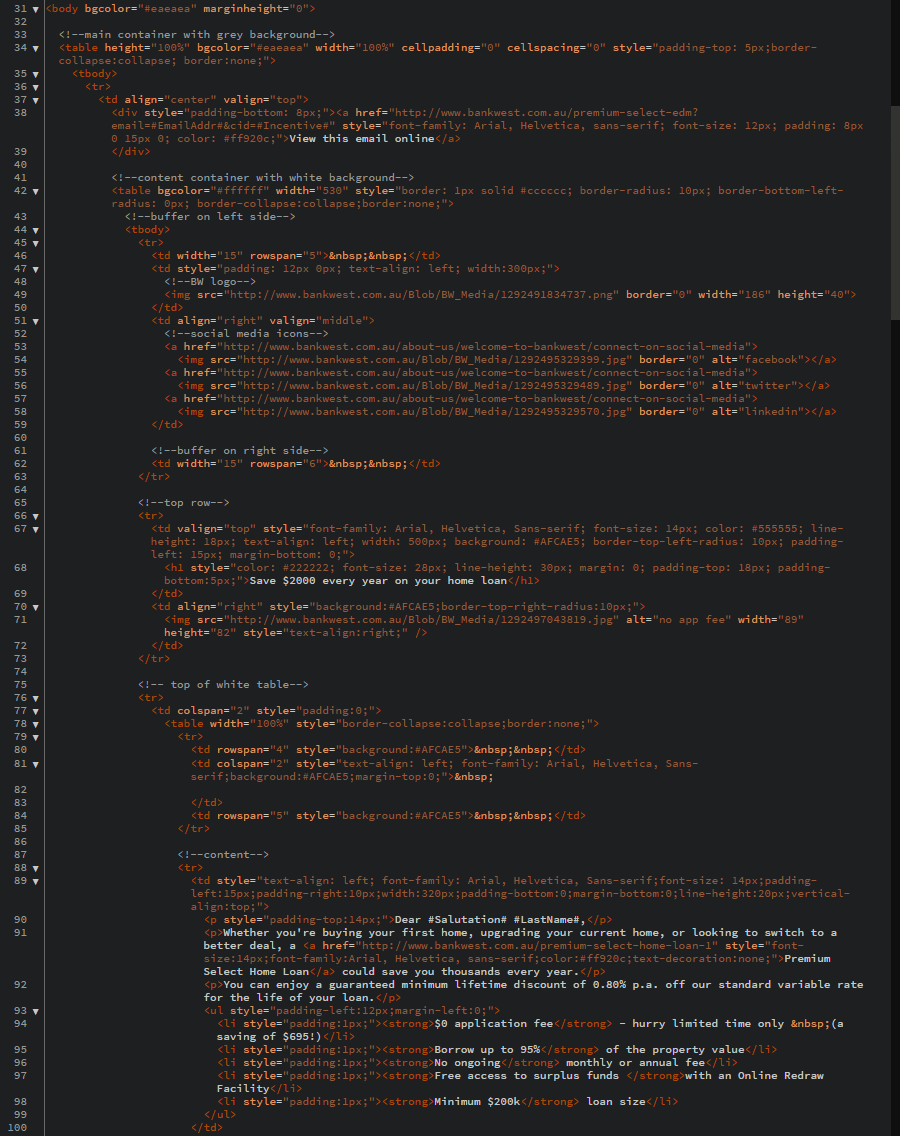 31 ▼ <body bgcolor="#eaeaea" marginheight="0">
32
33 <!--main container with grey background-->
34 ▼ <table height="100%" bgcolor="#eaeaea" width="100%" cellpadding="0" cellspacing="0" style="padding-top: 5px;border-
collapse:collapse; border:none;">
35 ▼ <tbody>
36 ▼ <tr>
37 ▼ <td align="center" valign="top">
38 <div style="padding-bottom: 8px;"><a href="http://www.bankwest.com.au/premium-select-edm?
email=#EmailAddr#&cid=#Incentive#" style="font-family: Arial, Helvetica, sans-serif; font-size: 12px; padding: 8px
0 15px 0; color: #ff920c;">View this email online</a>
39 </div>
40
41 <!--content container with white background-->
42 ▼ <table bgcolor="#ffffff" width="530" style="border: 1px solid #cccccc; border-radius: 10px; border-bottom-left-
radius: 0px; border-collapse:collapse;border:none;">
43 <!--buffer on left side-->
44 ▼ <tbody>
45 ▼ <tr>
46 <td width="15" rowspan="5">&nbsp;&nbsp;</td>
47 ▼ <td style="padding: 12px 0px; text-align: left; width:300px;">
48 <!--BW logo-->
49 <img src="http://www.bankwest.com.au/Blob/BW_Media/1292491834737.png" border="0" width="186" height="40">
50 </td>
51 ▼ <td align="right" valign="middle">
52 <!--social media icons-->
53 <a href="http://www.bankwest.com.au/about-us/welcome-to-bankwest/connect-on-social-media">
54 <img src="http://www.bankwest.com.au/Blob/BW_Media/1292495329399.jpg" border="0" alt="facebook"></a>
55 <a href="http://www.bankwest.com.au/about-us/welcome-to-bankwest/connect-on-social-media">
56 <img src="http://www.bankwest.com.au/Blob/BW_Media/1292495329489.jpg" border="0" alt="twitter"></a>
57 <a href="http://www.bankwest.com.au/about-us/welcome-to-bankwest/connect-on-social-media">
58 <img src="http://www.bankwest.com.au/Blob/BW_Media/1292495329570.jpg" border="0" alt="linkedin"></a>
59 </td>
60
61 <!--buffer on right side-->
62 <td width="15" rowspan="6">&nbsp;&nbsp;</td>
63 </tr>
64
65 <!--top row-->
66 ▼ <tr>
67 ▼ <td valign="top" style="font-family: Arial, Helvetica, Sans-serif; font-size: 14px; color: #555555; line-
height: 18px; text-align: left; width: 500px; background: #AFCAE5; border-top-left-radius: 10px; padding-
left: 15px; margin-bottom: 0;">
68 <h1 style="color: #222222; font-size: 28px; line-height: 30px; margin: 0; padding-top: 18px; padding-
bottom:5px;">Save $2000 every year on your home loan</h1>
69 </td>
70 ▼ <td align="right" style="background:#AFCAE5;border-top-right-radius:10px;">
71 <img src="http://www.bankwest.com.au/Blob/BW_Media/1292497043819.jpg" alt="no app fee" width="89"
height="82" style="text-align:right;" />
72 </td>
73 </tr>
74
75 <!-- top of white table-->
76 ▼ <tr>
77 ▼ <td colspan="2" style="padding:0;">
78 ▼ <table width="100%" style="border-collapse:collapse;border:none;">
79 ▼ <tr>
80 <td rowspan="4" style="background:#AFCAE5">&nbsp;&nbsp;</td>
81 ▼ <td colspan="2" style="text-align: left; font-family: Arial, Helvetica, Sans-
serif;background:#AFCAE5;margin-top:0;">&nbsp;
82
83 </td>
84 <td rowspan="5" style="background:#AFCAE5">&nbsp;&nbsp;</td>
85 </tr>
86
87 <!--content-->
88 ▼ <tr>
89 ▼ <td style="text-align: left; font-family: Arial, Helvetica, Sans-serif;font-size: 14px;padding-
left:15px;padding-right:10px;width:320px;padding-bottom:0;margin-bottom:0;line-height:20px;vertical-
align:top;">
90 <p style="padding-top:14px;">Dear #Salutation# #LastName#,</p>
91 <p>Whether you're buying your first home, upgrading your current home, or looking to switch to a
better deal, a <a href="http://www.bankwest.com.au/premium-select-home-loan-1" style="font-
size:14px;font-family:Arial, Helvetica, sans-serif;color:#ff920c;text-decoration:none;">Premium
Select Home Loan</a> could save you thousands every year.</p>
92 <p>You can enjoy a guaranteed minimum lifetime discount of 0.80% p.a. off our standard variable rate
for the life of your loan.</p>
93 ▼ <ul style="padding-left:12px;margin-left:0;">
94 <li style="padding:1px;"><strong>$0 application fee</strong> – hurry limited time only &nbsp;(a
saving of $695!)</li>
95 <li style="padding:1px;"><strong>Borrow up to 95%</strong> of the property value</li>
96 <li style="padding:1px;"><strong>No ongoing</strong> monthly or annual fee</li>
97 <li style="padding:1px;"><strong>Free access to surplus funds </strong>with an Online Redraw
Facility</li>
98 <li style="padding:1px;"><strong>Minimum $200k</strong> loan size</li>
99 </ul>
100 </td>